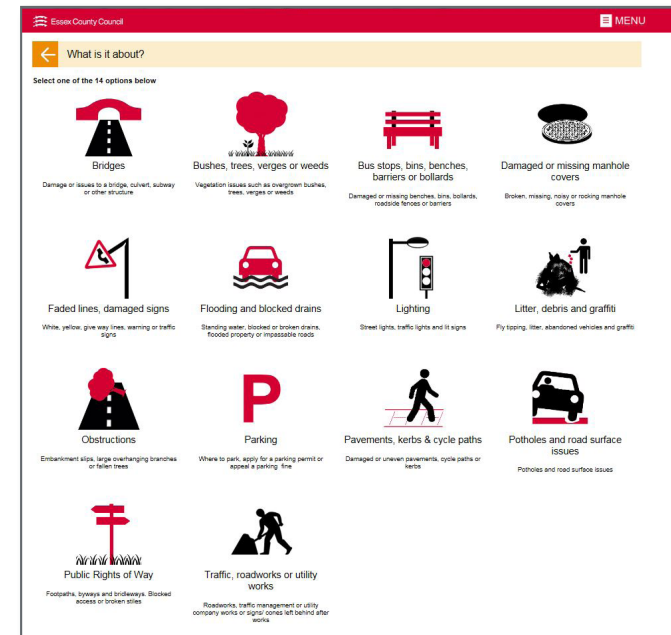 Essex County Council
MENU
What is it about?
Select one of the 14 options below
Bridges
Damage or issues to a bridge, culvert, subway
or other structure
Bushes, trees, verges or weeds
Vegetation issues such as overgrown bushes,
trees, verges or weeds
Bus stops, bins, benches,
barriers or bollards
Damaged or missing benches, bins, bollards,
roadside fences or barriers
Damaged or missing manhole
covers
Broken, missing, noisy or rocking manhole
covers
Faded lines, damaged signs
White, yellow, give way lines, warning or traffic
signs
Flooding and blocked drains
Standing water, blocked or broken drains,
flooded property or impassable roads
Lighting
Street lights, traffic lights and lit signs
Litter, debris and graffiti
Fly tipping, litter, abandoned vehicles and graffiti
Obstructions
Embankment slips, large overhanging branches
or fallen trees
P
Parking
Where to park, apply for a parking permit or
appeal a parking fine
Pavements, kerbs & cycle paths
Damaged or uneven pavements, cycle paths or
kerbs
Potholes and road surface
issues
Potholes and road surface issues
Public Rights of Way
Footpaths, byways and bridleways. Blocked
access or broken stiles
Traffic, roadworks or utility
works
Roadworks, traffic management or utility
company works or signs/ cones left behind after
works